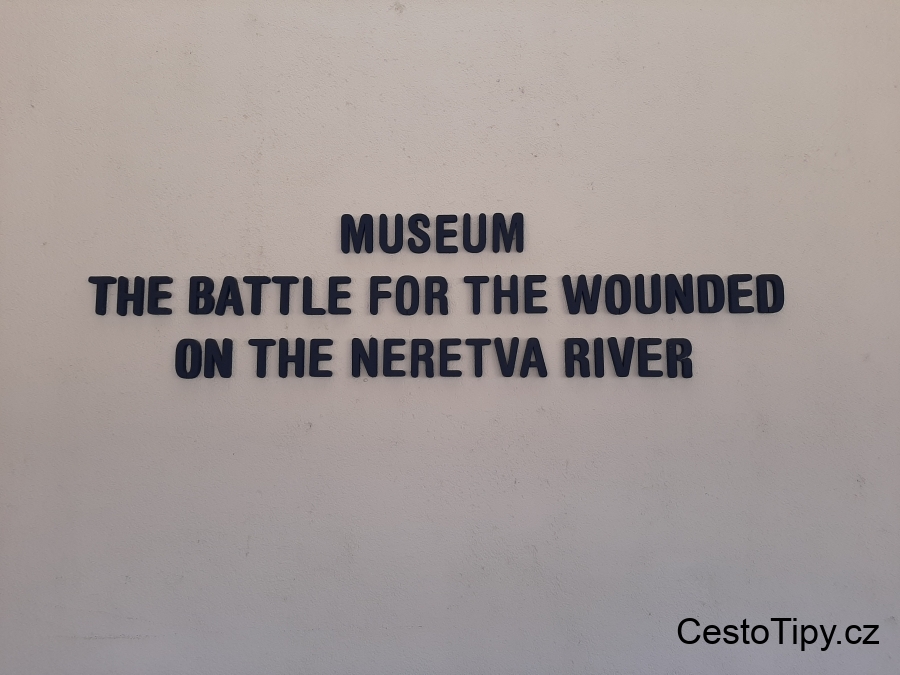 MUSEUM
THE BATTLE FOR THE WOUNDED
ON THE NERETVA RIVER
CestoTipy.cz